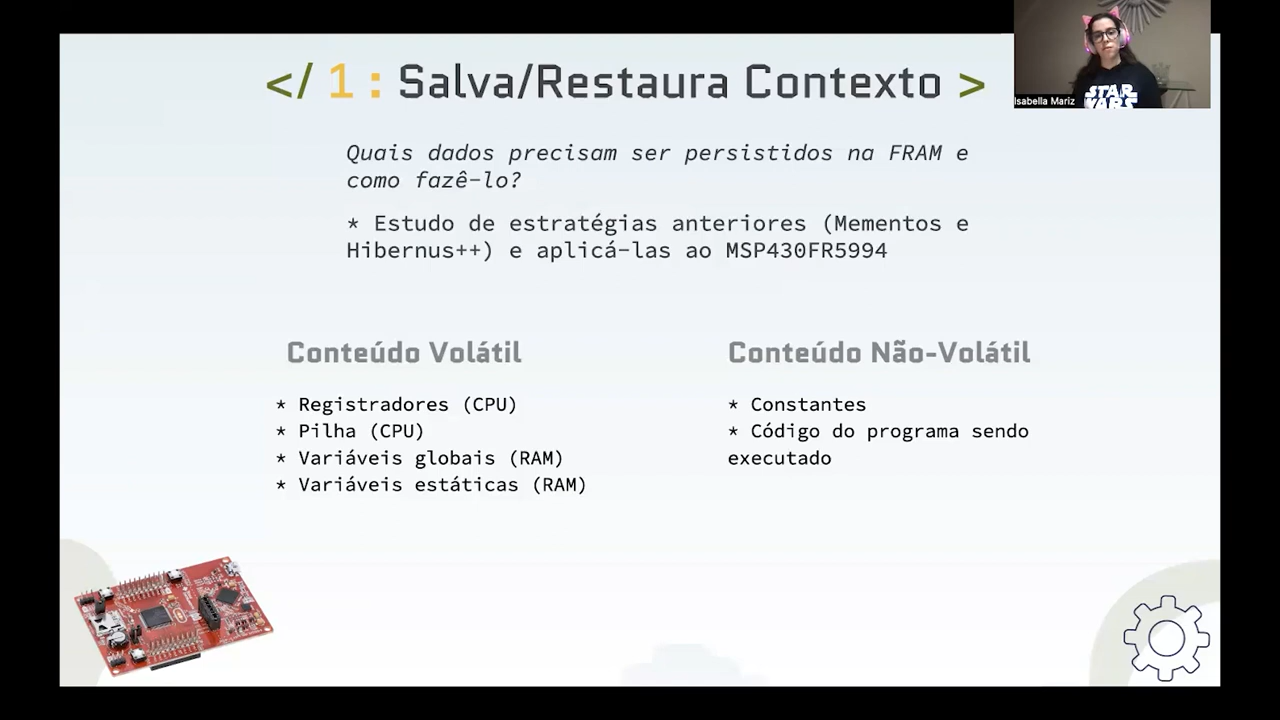 </ 1 : Salva/Restaura Contexto >
Quais dados precisam ser persistidos na FRAM e
como fazê-lo?
* Estudo de estratégias anteriores (Mementos e
Hibernus++) e aplicá-las ao MSP430FR5994
Conteúdo Volátil
* Registradores (CPU)
* Pilha (CPU)
* Variáveis globais (RAM)
* Variáveis estáticas (RAM)
Conteúdo Não-Volátil
* Constantes
* Código do programa sendo
executado
STAR
WARS
Isabella Mariz